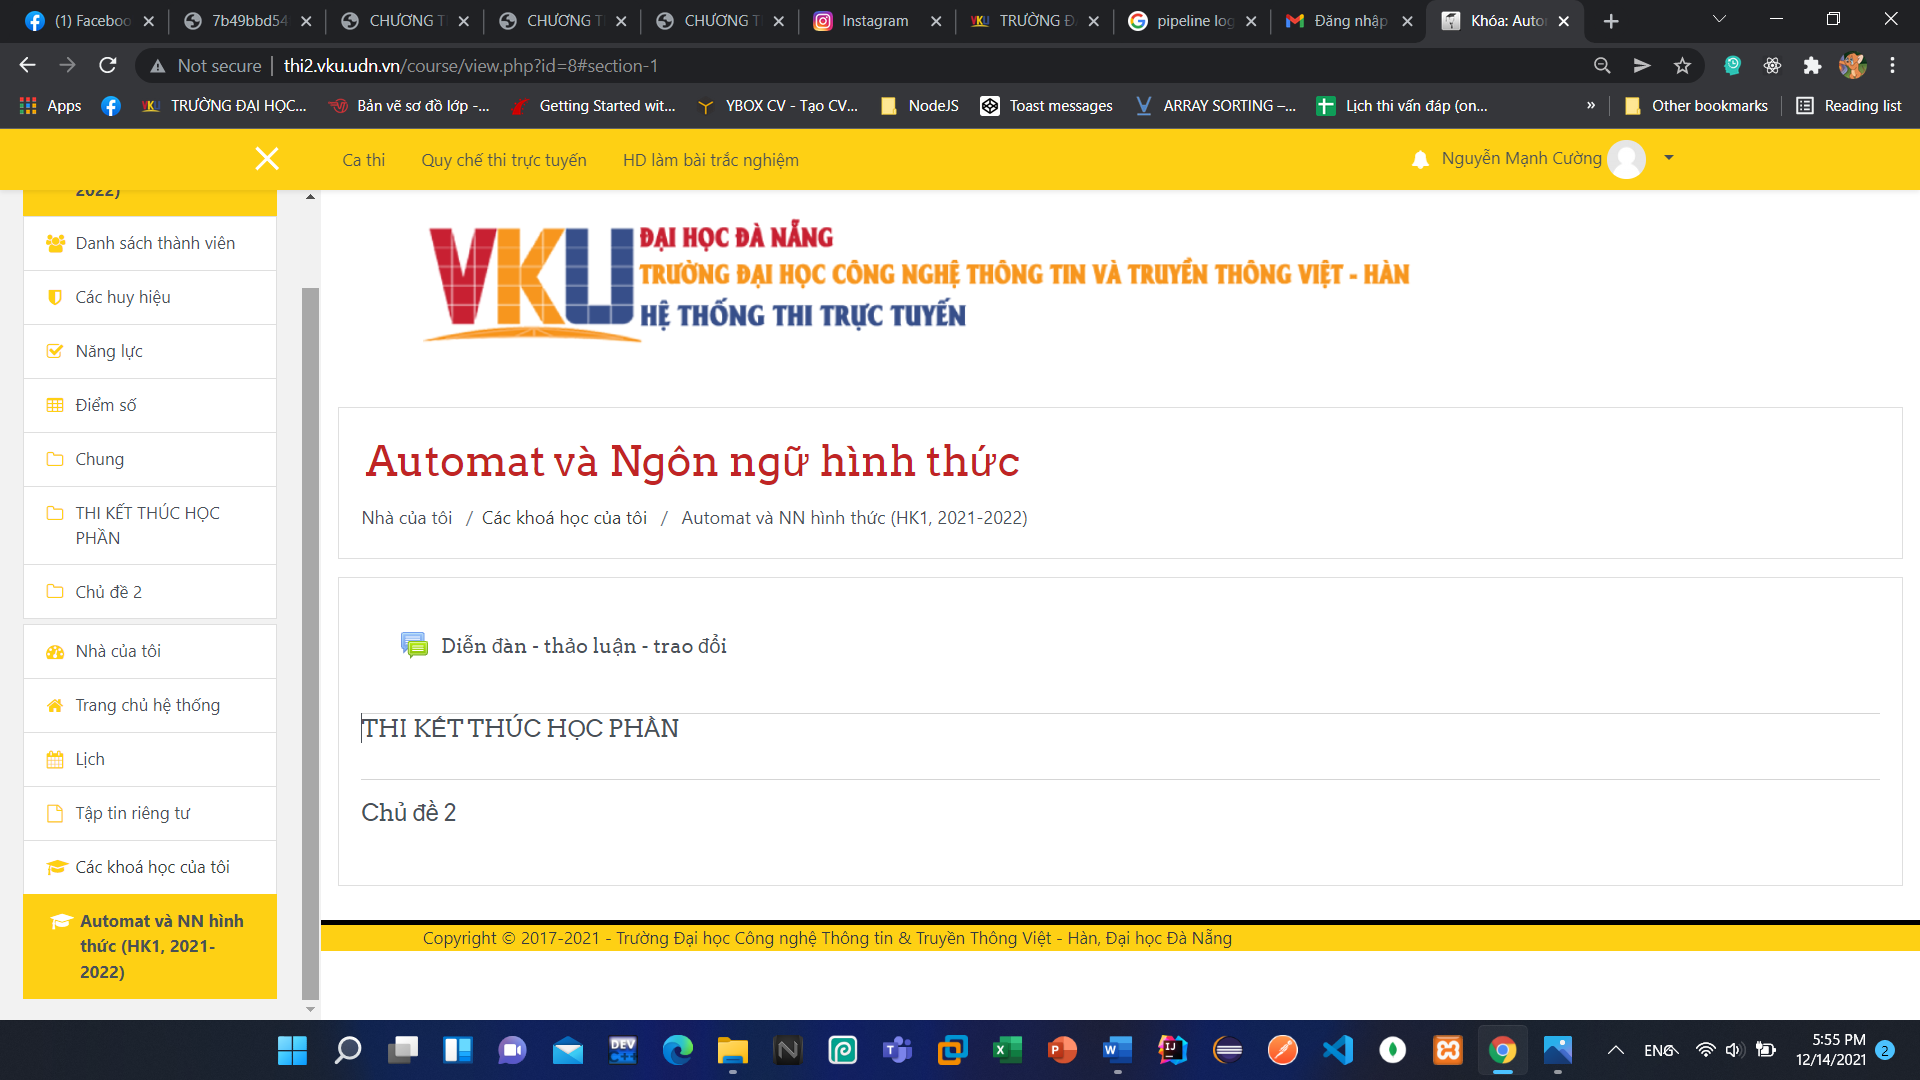 (1) Faceboo
7b49bbd54
CHƯƠNG T
CHƯƠNG T
CHƯƠNG T
Instagram
TRƯỜNG Đ
pipeline log
Đăng nhập
Khóa: Autor
Not secure
thi2.vku.udn.vn/course/view.php?id=8#section-1
Apps
TRƯỜNG ĐẠI HỌC...
Bản vẽ sơ đồ lớp -...
Getting Started wit...
YBOX CV - Tạo CV...
NodeJS
Toast messages
ARRAY SORTING –...
Lịch thi vấn đáp (on...
»
Other bookmarks
Reading list
Ca thi
Quy chế thi trực tuyến
HD làm bài trắc nghiệm
Nguyễn Mạnh Cường
2022)
Danh sách thành viên
Các huy hiệu
Năng lực
Điểm số
Chung
THI KẾT THÚC HỌC
PHẦN
Chủ đề 2
Nhà của tôi
Trang chủ hệ thống
Lịch
Tập tin riêng tư
Các khoá học của tôi
Automat và NN hình
thức (HK1, 2021-
2022)
VKU
ĐẠI HỌC ĐÀ NẴNG
TRƯỜNG ĐẠI HỌC CÔNG NGHỆ THÔNG TIN VÀ TRUYỀN THÔNG VIỆT - HÀN
HỆ THỐNG THI TRỰC TUYẾN
Automat và Ngôn ngữ hình thức
Nhà của tôi / Các khoá học của tôi / Automat và NN hình thức (HK1, 2021-2022)
Diễn đàn - thảo luận - trao đổi
THI KẾT THÚC HỌC PHẦN
Chủ đề 2
Copyright © 2017-2021 - Trường Đại học Công nghệ Thông tin & Truyền Thông Việt - Hàn, Đại học Đà Nẵng
DEV
ENG
5:55 PM
12/14/2021
2